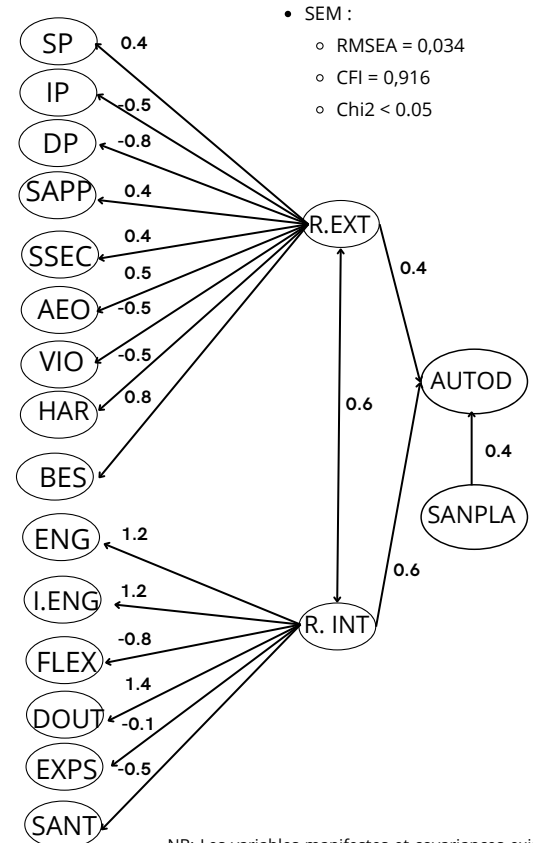 SEM :
RMSEA = 0,034
CFI = 0,916
Chi2 < 0.05
SP
0.4
IP
-0.5
DP
-0.8
SAPP
0.4
SSEC
0.4
AEO
0.5
VIO
-0.5
HAR
-0.5
BES
0.8
R.EXT
0.4
0.6
AUTOD
0.4
SANPLA
0.6
R. INT
ENG
1.2
I.ENG
1.2
FLEX
-0.8
DOUT
1.4
EXPS
-0.1
SANT
-0.5